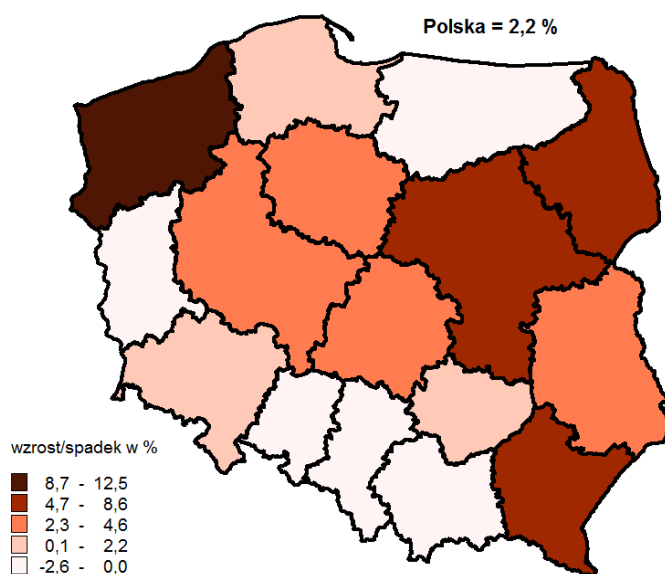 Polska = 2,2 %
wzrost/spadek w %
8,7 - 12,5
4,7 - 8,6
2,3 - 4,6
0,1 - 2,2
-2,6 - 0,0